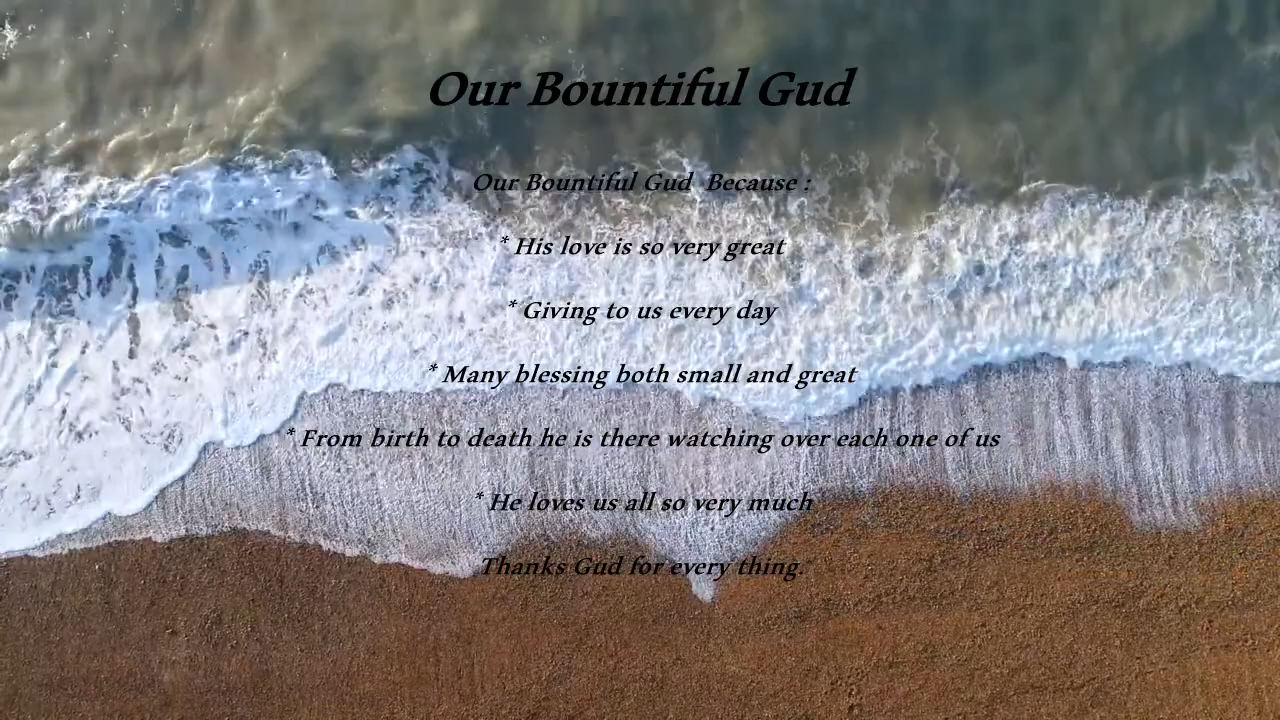 Our Bountiful Gud
Our Bountiful Gud Because :
* His love is so very great
* Giving to us every day
* Many blessing both small and great
* From birth to death he is there watching over each one of us
* He loves us all so very much
Thanks Gud for every thing.